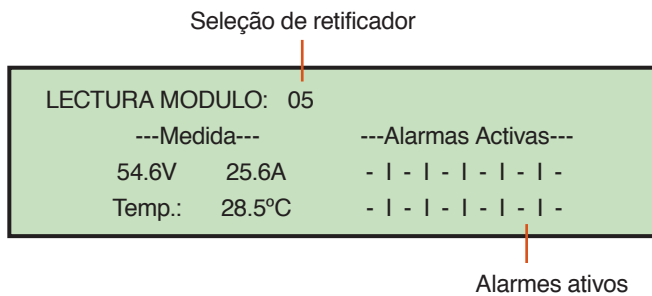 Seleção de retificador
LECTURA MODULO: 05
---Medida--- ---Alarmas Activas---
54.6V 25.6A - I - I - I - I - I -
Temp.: 28.5ºC - I - I - I - I - I -
Alarmes ativos